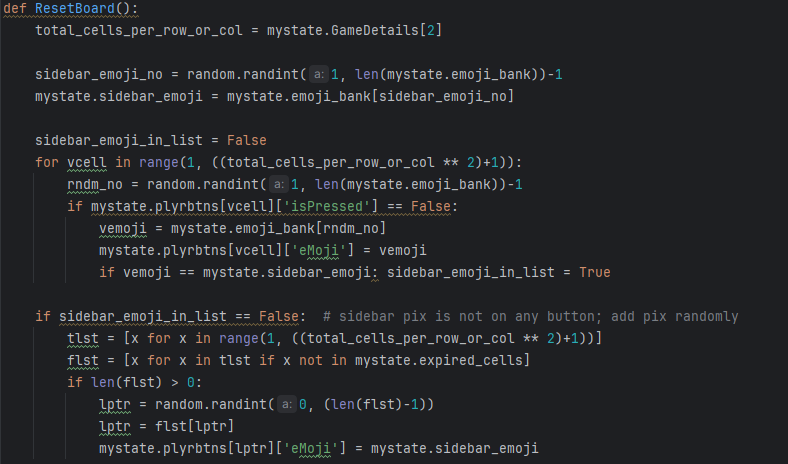 def ResetBoard():
    total_cells_per_row_or_col = mystate.GameDetails[2]

    sidebar_emoji_no = random.randint( a: 1, len(mystate.emoji_bank))-1
    mystate.sidebar_emoji = mystate.emoji_bank[sidebar_emoji_no]

    sidebar_emoji_in_list = False
    for vcell in range(1, ((total_cells_per_row_or_col ** 2)+1)):
        rndm_no = random.randint( a: 1, len(mystate.emoji_bank))-1
        if mystate.plyrbtns[vcell]['isPressed'] == False:
            vemoji = mystate.emoji_bank[rndm_no]
            mystate.plyrbtns[vcell]['eMoji'] = vemoji
            if vemoji == mystate.sidebar_emoji: sidebar_emoji_in_list = True

    if sidebar_emoji_in_list == False:  # sidebar pix is not on any button; add pix randomly
        tlst = [x for x in range(1, ((total_cells_per_row_or_col ** 2)+1))]
        flst = [x for x in tlst if x not in mystate.expired_cells]
        if len(flst) > 0:
            lptr = random.randint( a: 0, (len(flst)-1))
            lptr = flst[lptr]
            mystate.plyrbtns[lptr]['eMoji'] = mystate.sidebar_emoji